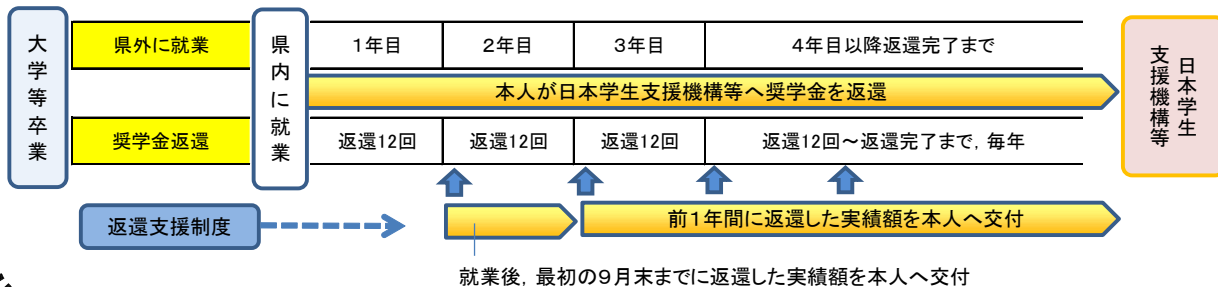 大学等卒業
県外に就業
県内に就業
1年目
2年目
3年目
4年目以降返還完了まで
本人が日本学生支援機構等へ奨学金を返還
日本学生
支援機構等
奨学金返還
返還12回
返還12回
返還12回
返還12回～返還完了まで，毎年
返還支援制度
前1年間に返還した実績額を本人へ交付
就業後，最初の9月末までに返還した実績額を本人へ交付